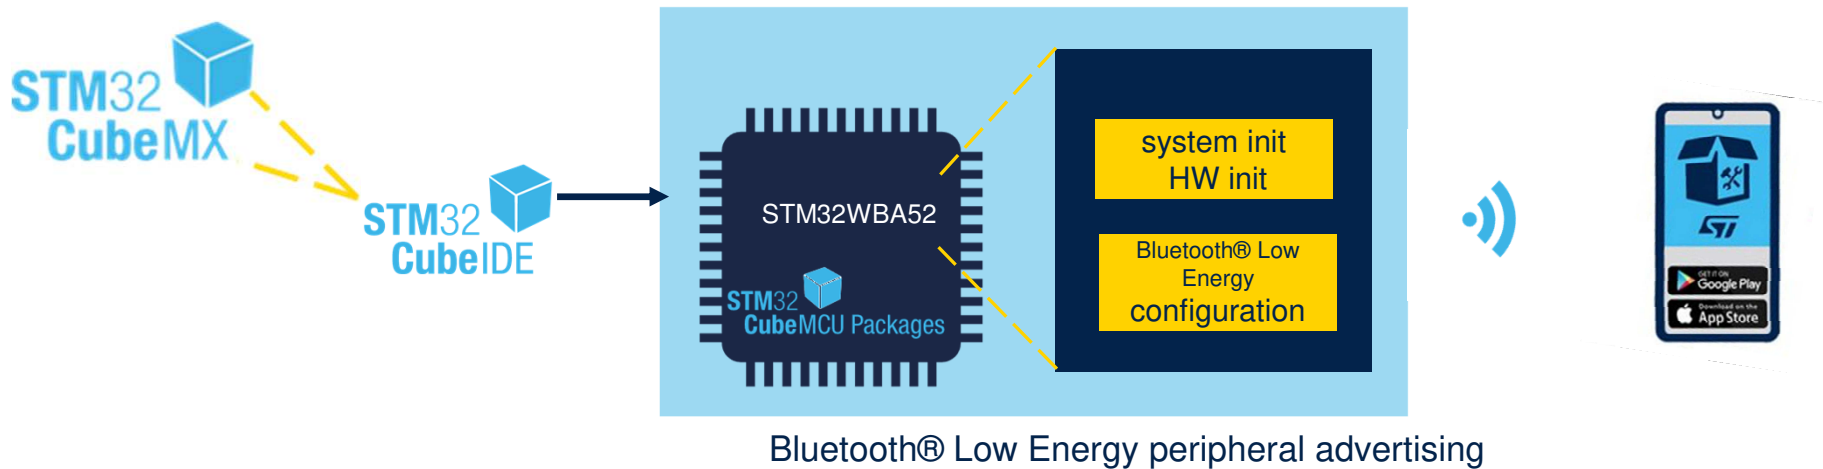 STM32
CubeMX
STM32
CubeIDE
STM32WBA52
STM32
CubeMCU Packages
system init
HW init
Bluetooth® Low
Energy
configuration
ST
GET IT ON
Google Play
Download on the
App Store
Bluetooth® Low Energy peripheral advertising